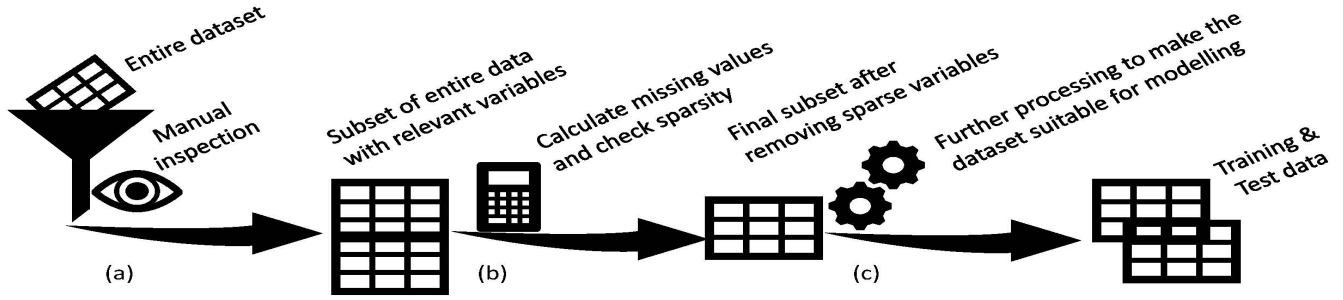 Entire dataset
Manual
inspection
Subset of entire data
with relevant variables
Calculate missing values
and check sparsity
Final subset after
removing sparse variables
Further processing to make the
dataset suitable for modelling
Training &
Test data
(a)
(b)
(c)